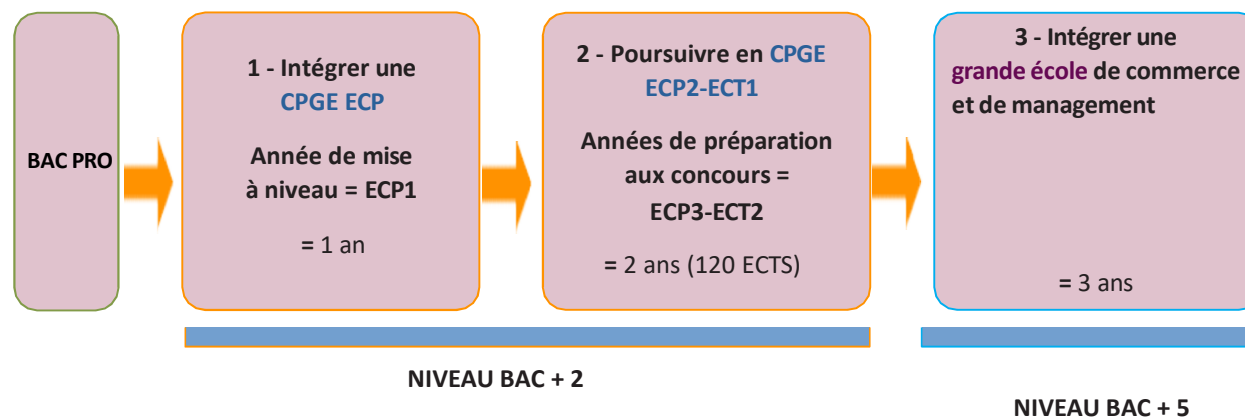 BAC PRO
1 - Intégrer une
CPGE ECP
Année de mise
à niveau = ECP1
= 1 an
2 - Poursuivre en CPGE
ECP2-ECT1
Années de préparation
aux concours =
ECP3-ECT2
= 2 ans (120 ECTS)
3 - Intégrer une
grande école de commerce
et de management
= 3 ans
NIVEAU BAC + 2
NIVEAU BAC + 5